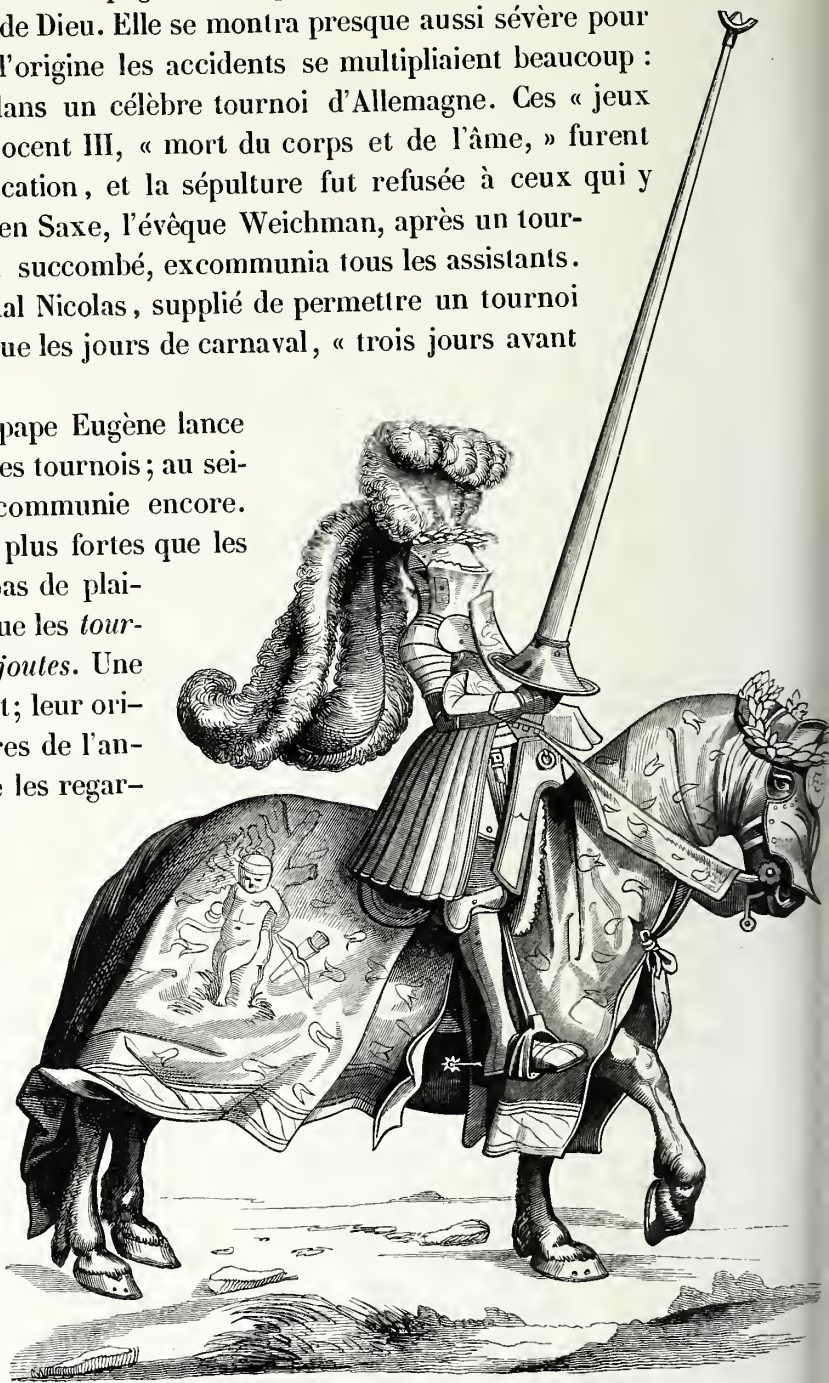 de Dieu. Elle se montra presque aussi sévère pour
l'origine les accidents se multipliaient beaucoup :
dans un célèbre tournoi d'Allemagne. Ces « jeux
ocent III, « mort du corps et de l'âme, » furent
cation, et la sépulture fut refusée à ceux qui y
en Saxe, l'évêque Weichman, après un tour-
succombé, excommunia tous les assistants.
al Nicolas, supplié de permettre un tournoi
ue les jours de carnaval, « trois jours avant
pape Eugène lance
es tournois ; au sei-
communie encore.
plus fortes que les
pas de plai-
ue les tour-
joutes. Une
t; leur ori-
res de l'an-
e les regar-